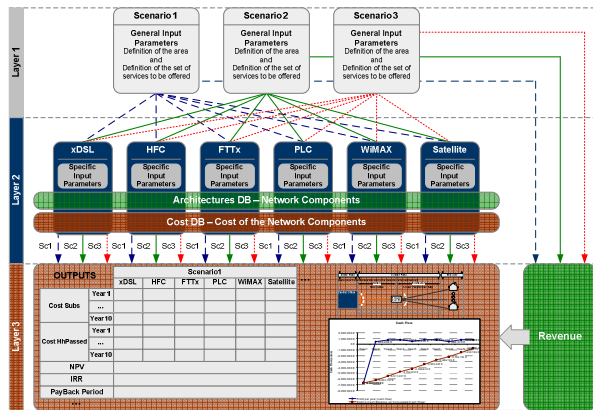 Scenario1
Scenario2
Scenario3
General Input
Parameters
Definition of the area
and
Definition of the set of
services to be offered
General Input
Parameters
Definition of the area
and
Definition of the set of
services to be offered
General Input
Parameters
Definition of the area
and
Definition of the set of
services to be offered
Layer 1
Layer 2
xDSL
HFC
FTTx
PLC
WiMAX
Satellite
Specific
Input
Parameters
Specific
Input
Parameters
Specific
Input
Parameters
Specific
Input
Parameters
Specific
Input
Parameters
Specific
Input
Parameters
Architectures DB – Network Components
Cost DB – Cost of the Network Components
Sc1 Sc2 Sc3 Sc1 Sc2 Sc3 Sc1 Sc2 Sc3 Sc1 Sc2 Sc3 Sc1 Sc2 Sc3 Sc1 Sc2 Sc3
Layer 3
OUTPUTS
Scenario1
xDSL HFC FTTx PLC WiMAX Satellite ...
Cost Subs
Year 1
...
Year10
Cost HhPassed
Year 1
...
Year10
NPV
IRR
PayBack Period
...
Cash Flow
Revenue